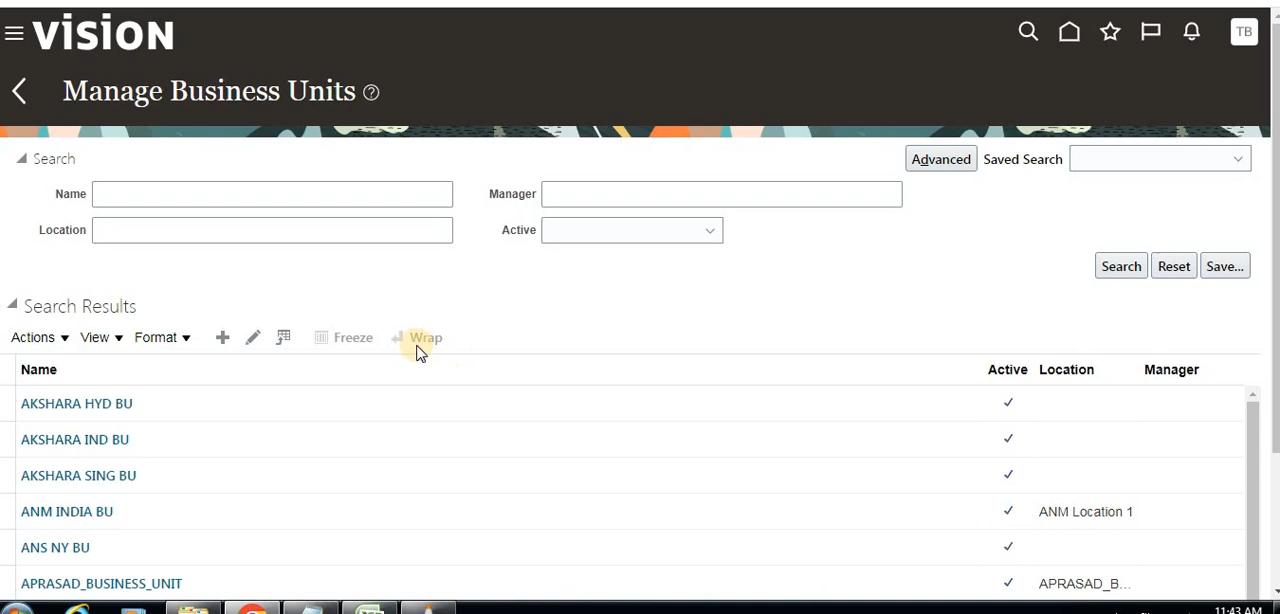 vision
TB
Manage Business Units ?
Search
Advanced Saved Search
Name Manager
Location Active
Search Reset Save...
Search Results
Actions View Format Freeze Wrap
Name Active Location Manager
AKSHARA HYD BU
AKSHARA IND BU
AKSHARA SING BU
ANM INDIA BU ANM Location 1
ANS NY BU
APRASAD_BUSINESS_UNIT APRASAD_B...
11:43 AM